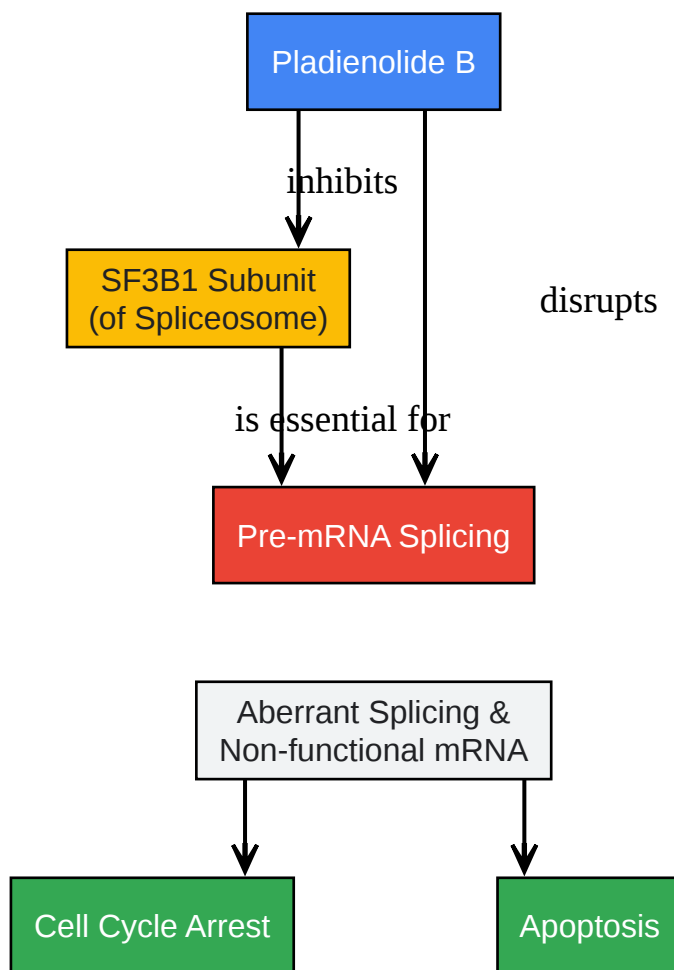 Pladienolide B
inhibits
SF3B1 Subunit
(of Spliceosome)
disrupts
is essential for
Pre-mRNA Splicing
Aberrant Splicing &
Non-functional mRNA
Cell Cycle Arrest
Apoptosis